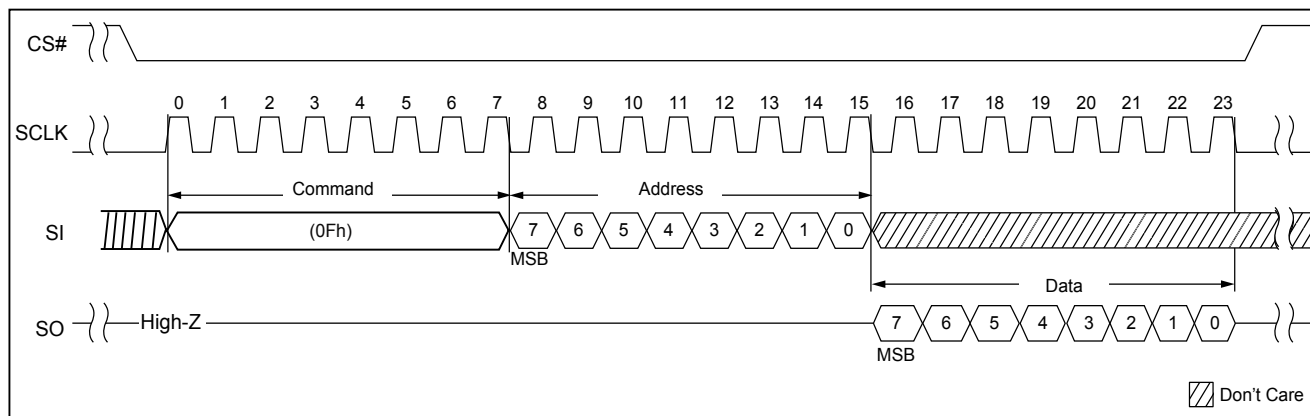 CS#
0 1 2 3 4 5 6 7 8 9 10 11 12 13 14 15 16 17 18 19 20 21 22 23
SCLK
Command Address
SI (0Fh) 7 6 5 4 3 2 1 0
MSB
Data
SO High-Z 7 6 5 4 3 2 1 0
MSB
Don't Care